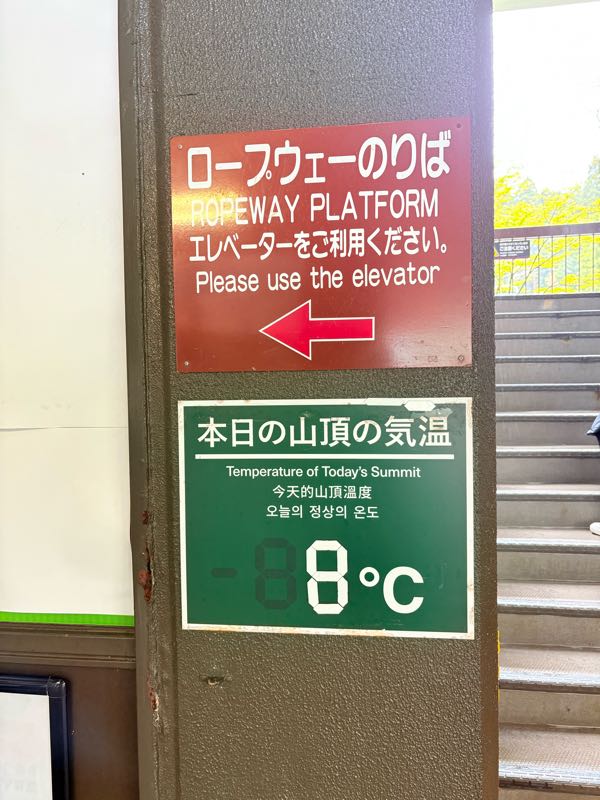 ロープウェーのりば
ROPEWAY PLATFORM
エレベーターをご利用ください。
Please use the elevator
本日の山頂の気温
Temperature of Today's Summit
今天的山頂溫度
오늘의 정상의 온도
8℃